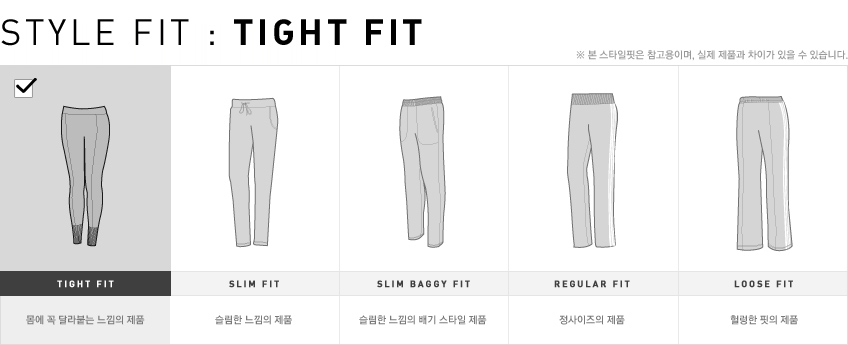 STYLE FIT : TIGHT FIT
※ 본 스타일핏은 참고용이며, 실제 제품과 차이가 있을 수 있습니다.
TIGHT FIT
SLIM FIT
SLIM BAGGY FIT
REGULAR FIT
LOOSE FIT
몸에 꼭 달라붙는 느낌의 제품
슬림한 느낌의 제품
슬림한 느낌의 배기 스타일 제품
정사이즈의 제품
헐렁한 핏의 제품